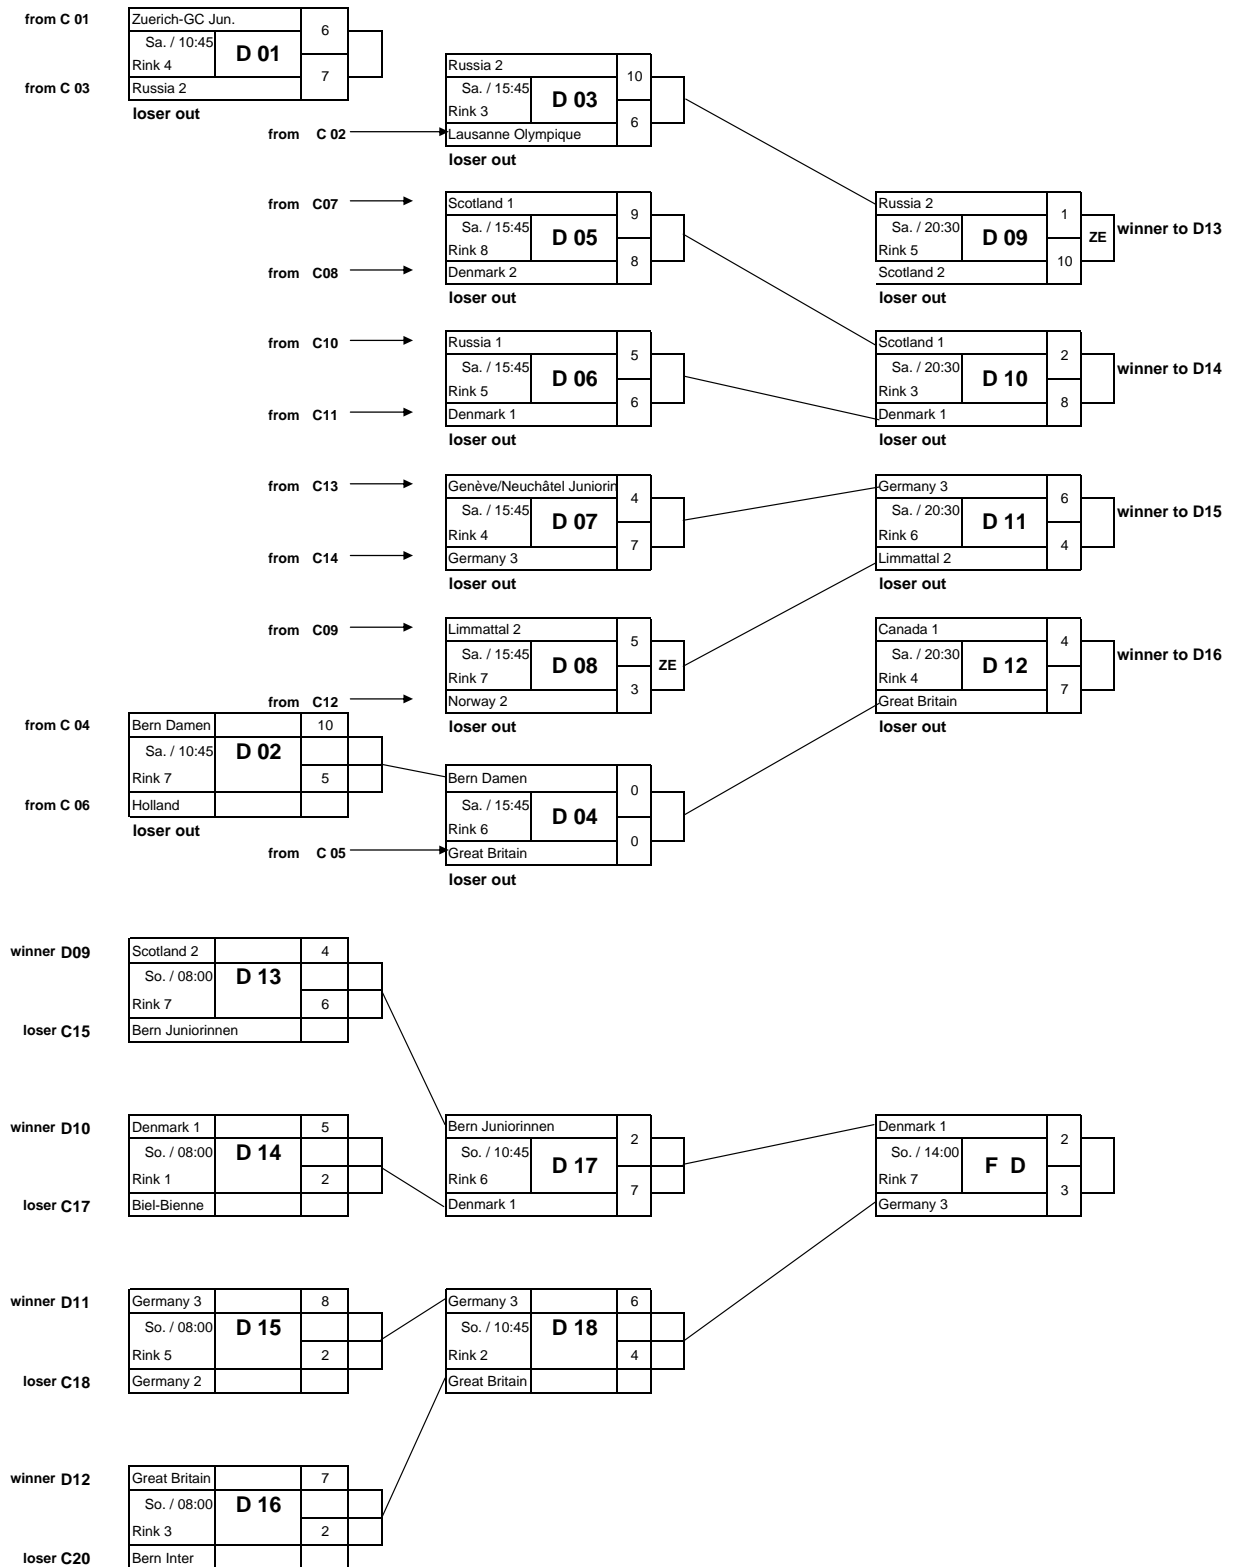 from C 01
Zuerich-GC Jun. 6
Sa. / 10:45 D 01
Rink 4
from C 03 Russia 2 7
loser out
Russia 2 10
Sa. / 15:45 D 03
Rink 3
from C 02 Lausanne Olympique 6
loser out
from C07 Scotland 1 9
Sa. / 15:45 D 05
Rink 8
from C08 Denmark 2 8
loser out
Russia 2 1
Sa. / 20:30 D 09 ZE winner to D13
Rink 5
Scotland 2 10
loser out
from C10 Russia 1 5
Sa. / 15:45 D 06
Rink 5
from C11 Denmark 1 6
loser out
Scotland 1 2
Sa. / 20:30 D 10 winner to D14
Rink 3
Denmark 1 8
loser out
from C13 Genève/Neuchâtel Juniorin 4
Sa. / 15:45 D 07
Rink 4
from C14 Germany 3 7
loser out
Germany 3 6
Sa. / 20:30 D 11 winner to D15
Rink 6
Limmattal 2 4
loser out
from C09 Limmattal 2 5
Sa. / 15:45 D 08 ZE
Rink 7
from C12 Norway 2 3
loser out
Canada 1 4
Sa. / 20:30 D 12 winner to D16
Rink 4
Great Britain 7
loser out
from C 04 Bern Damen 10
Sa. / 10:45 D 02
Rink 7 5
from C 06 Holland
loser out
Bern Damen 0
Sa. / 15:45 D 04
Rink 6
from C 05 Great Britain 0
loser out
winner D09 Scotland 2 4
So. / 08:00 D 13
Rink 7 6
loser C15 Bern Juniorinnen
winner D10 Denmark 1 5
So. / 08:00 D 14
Rink 1 2
loser C17 Biel-Bienne
Bern Juniorinnen 2
So. / 10:45 D 17
Rink 6
Denmark 1 7
Denmark 1 2
So. / 14:00 F D
Rink 7
Germany 3 3
winner D11 Germany 3 8
So. / 08:00 D 15
Rink 5 2
loser C18 Germany 2
Germany 3 6
So. / 10:45 D 18
Rink 2 4
Great Britain
winner D12 Great Britain 7
So. / 08:00 D 16
Rink 3 2
loser C20 Bern Inter